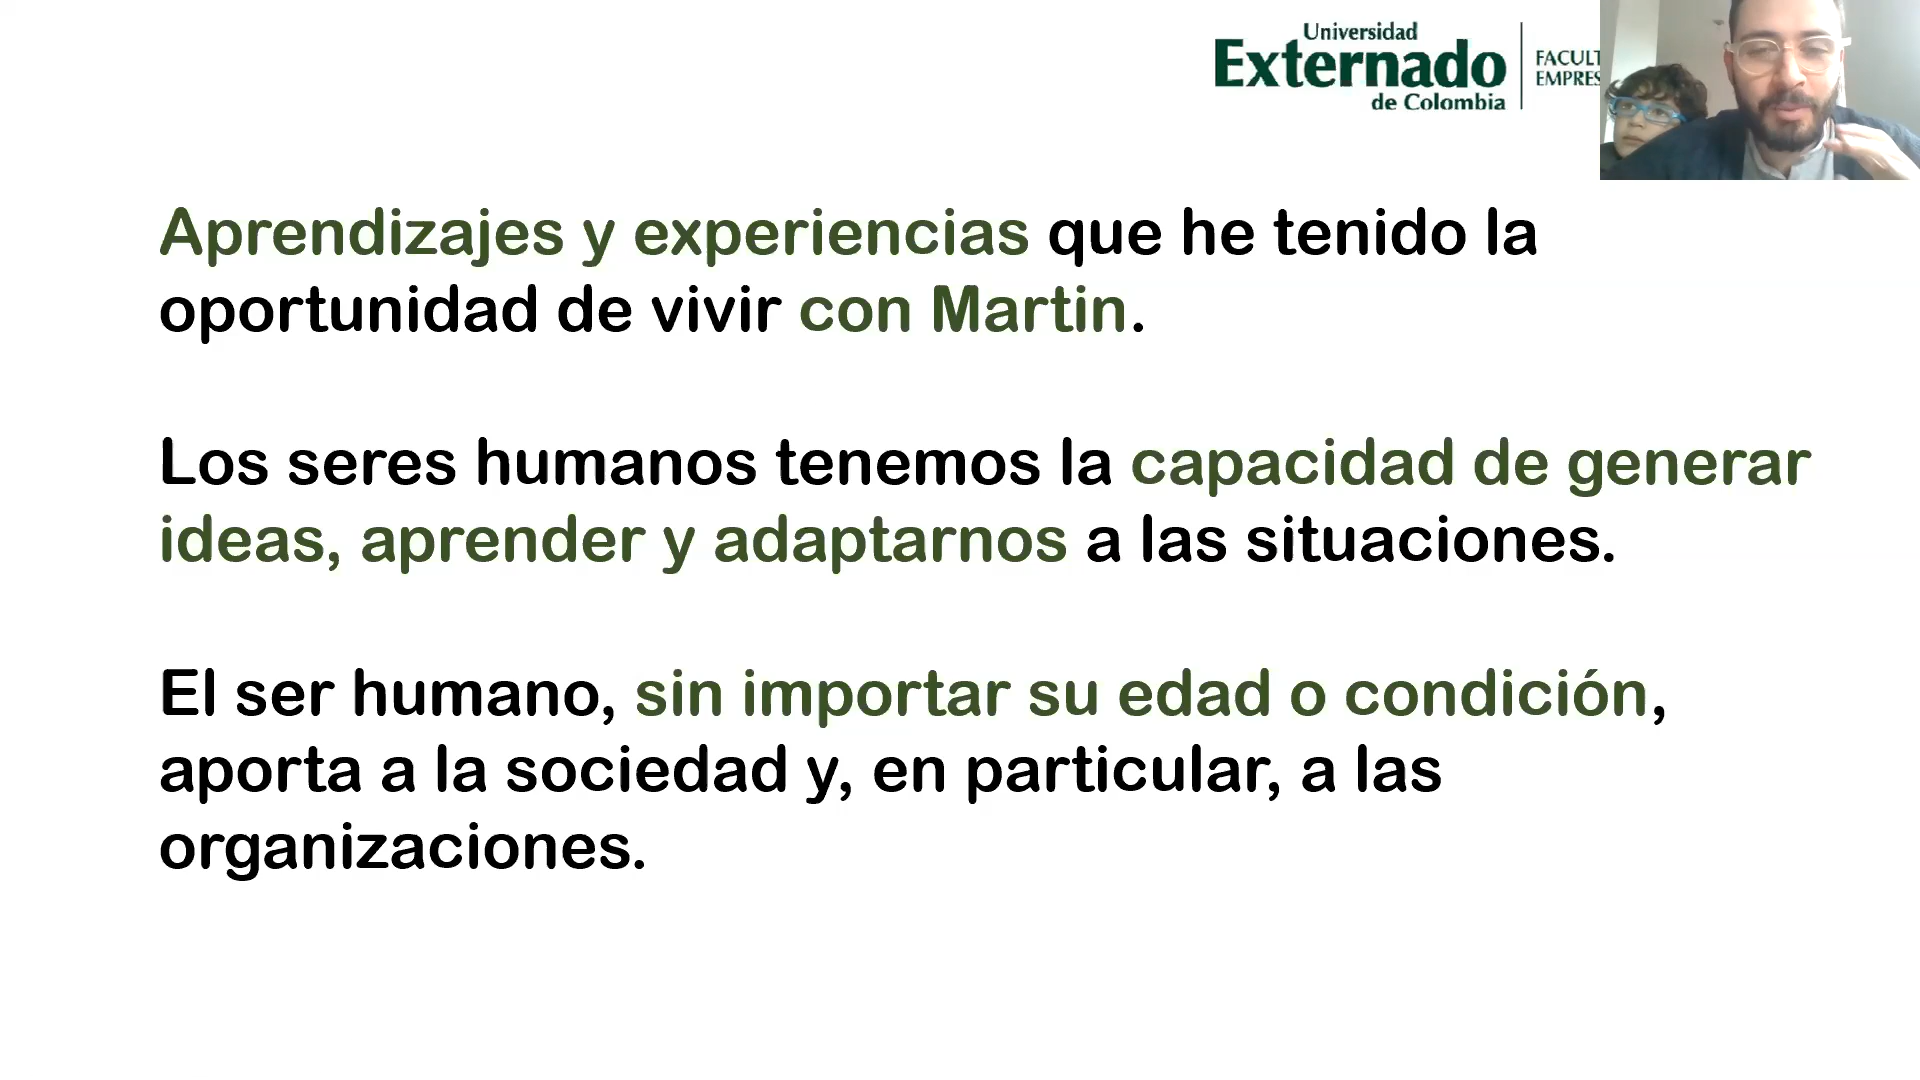 Universidad
Externado
de Colombia
Aprendizajes y experiencias que he tenido la
oportunidad de vivir con Martin.
Los seres humanos tenemos la capacidad de generar
ideas, aprender y adaptarnos a las situaciones.
El ser humano, sin importar su edad o condición,
aporta a la sociedad y, en particular, a las
organizaciones.